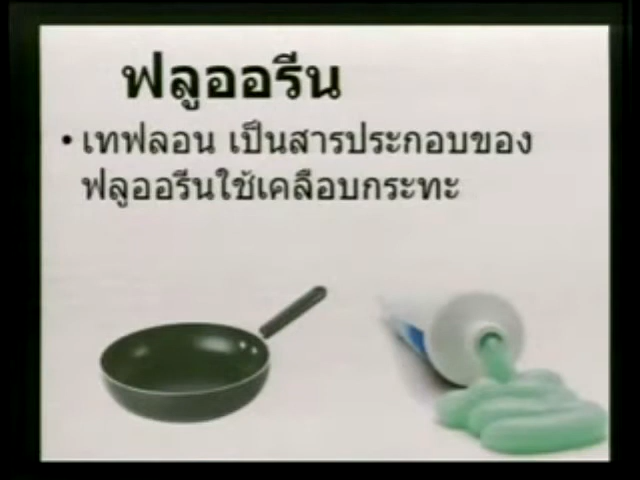 ฟลูออรีน
• เทฟลอน เป็นสารประกอบของ
ฟลูออรีนใช้เคลือบกระทะ